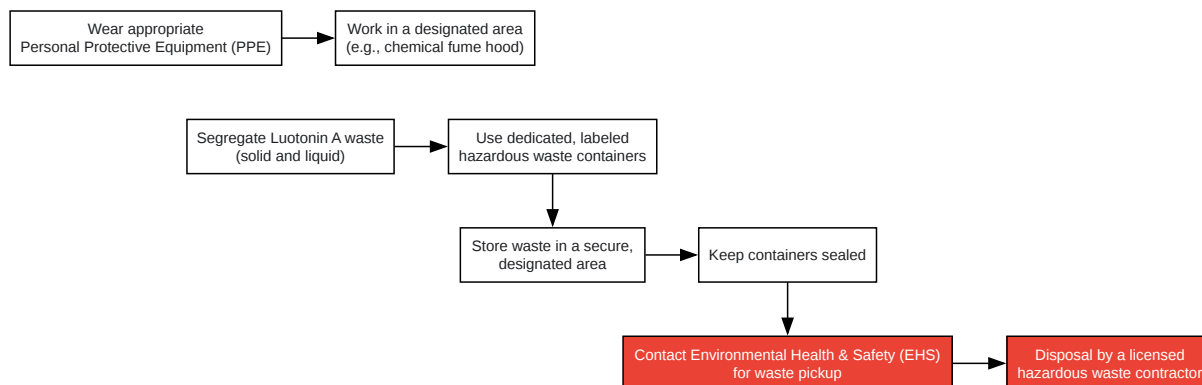 Wear appropriate
Personal Protective Equipment (PPE)
Work in a designated area
(e.g., chemical fume hood)
Segregate Luotonin A waste
(solid and liquid)
Use dedicated, labeled
hazardous waste containers
Store waste in a secure,
designated area
Keep containers sealed
Contact Environmental Health & Safety (EHS)
for waste pickup
Disposal by a licensed
hazardous waste contractor